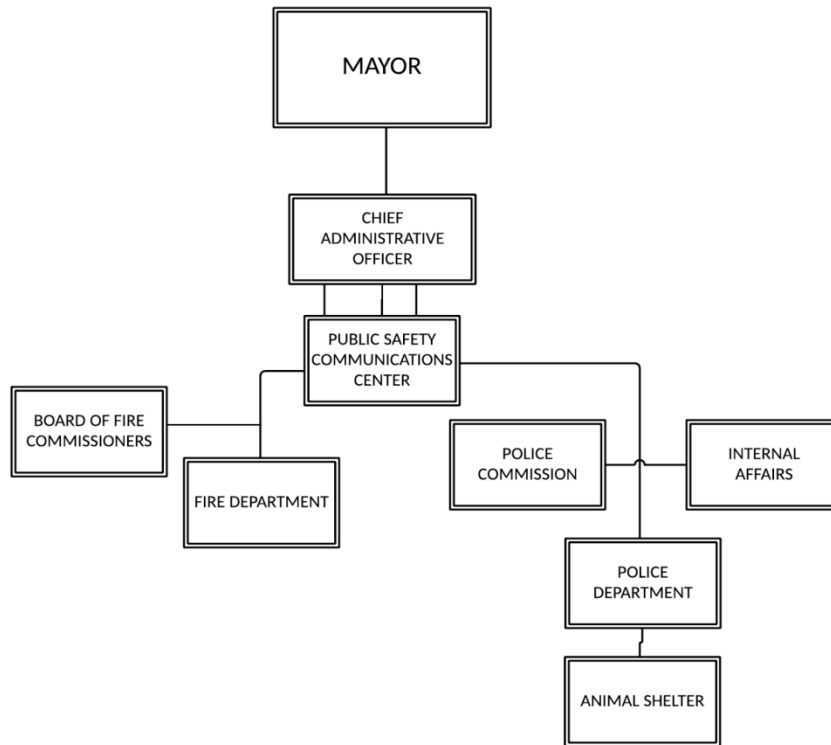 MAYOR
CHIEF
ADMINISTRATIVE
OFFICER
PUBLIC SAFETY
COMMUNICATIONS
CENTER
BOARD OF FIRE
COMMISSIONERS
FIRE DEPARTMENT
POLICE
COMMISSION
INTERNAL
AFFAIRS
POLICE
DEPARTMENT
ANIMAL SHELTER